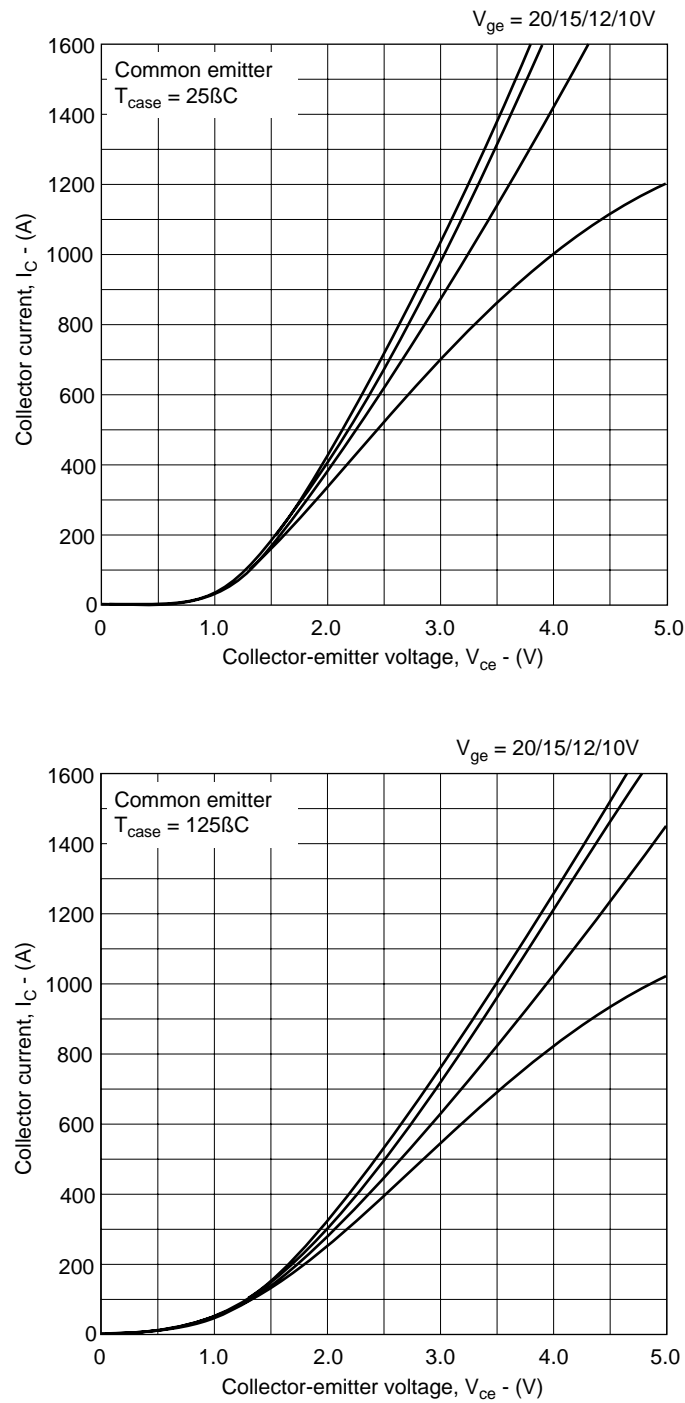 V_ge = 20/15/12/10V
Common emitter
T_case = 25ßC
Collector current, I_C - (A)
1600
1400
1200
1000
800
600
400
200
0
0 1.0 2.0 3.0 4.0 5.0
Collector-emitter voltage, V_ce - (V)
V_ge = 20/15/12/10V
Common emitter
T_case = 125ßC
Collector current, I_C - (A)
1600
1400
1200
1000
800
600
400
200
0
0 1.0 2.0 3.0 4.0 5.0
Collector-emitter voltage, V_ce - (V)